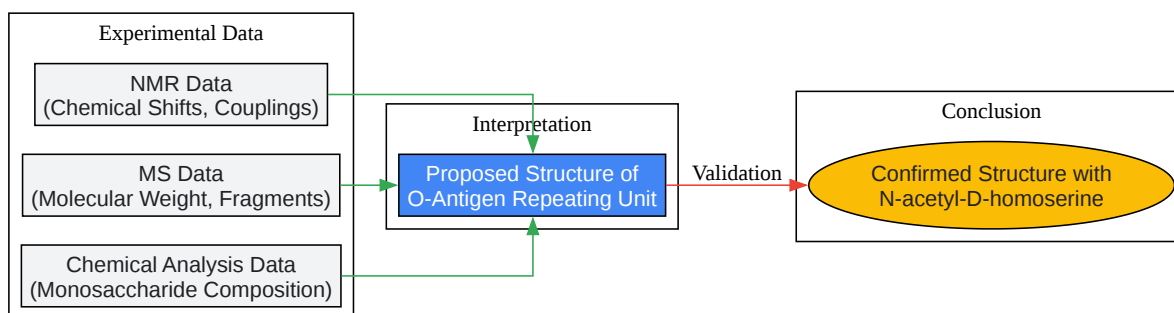 Experimental Data
NMR Data
(Chemical Shifts, Couplings)
MS Data
(Molecular Weight, Fragments)
Chemical Analysis Data
(Monosaccharide Composition)
Interpretation
Proposed Structure of
O-Antigen Repeating Unit
Validation
Conclusion
Confirmed Structure with
N-acetyl-D-homoserine